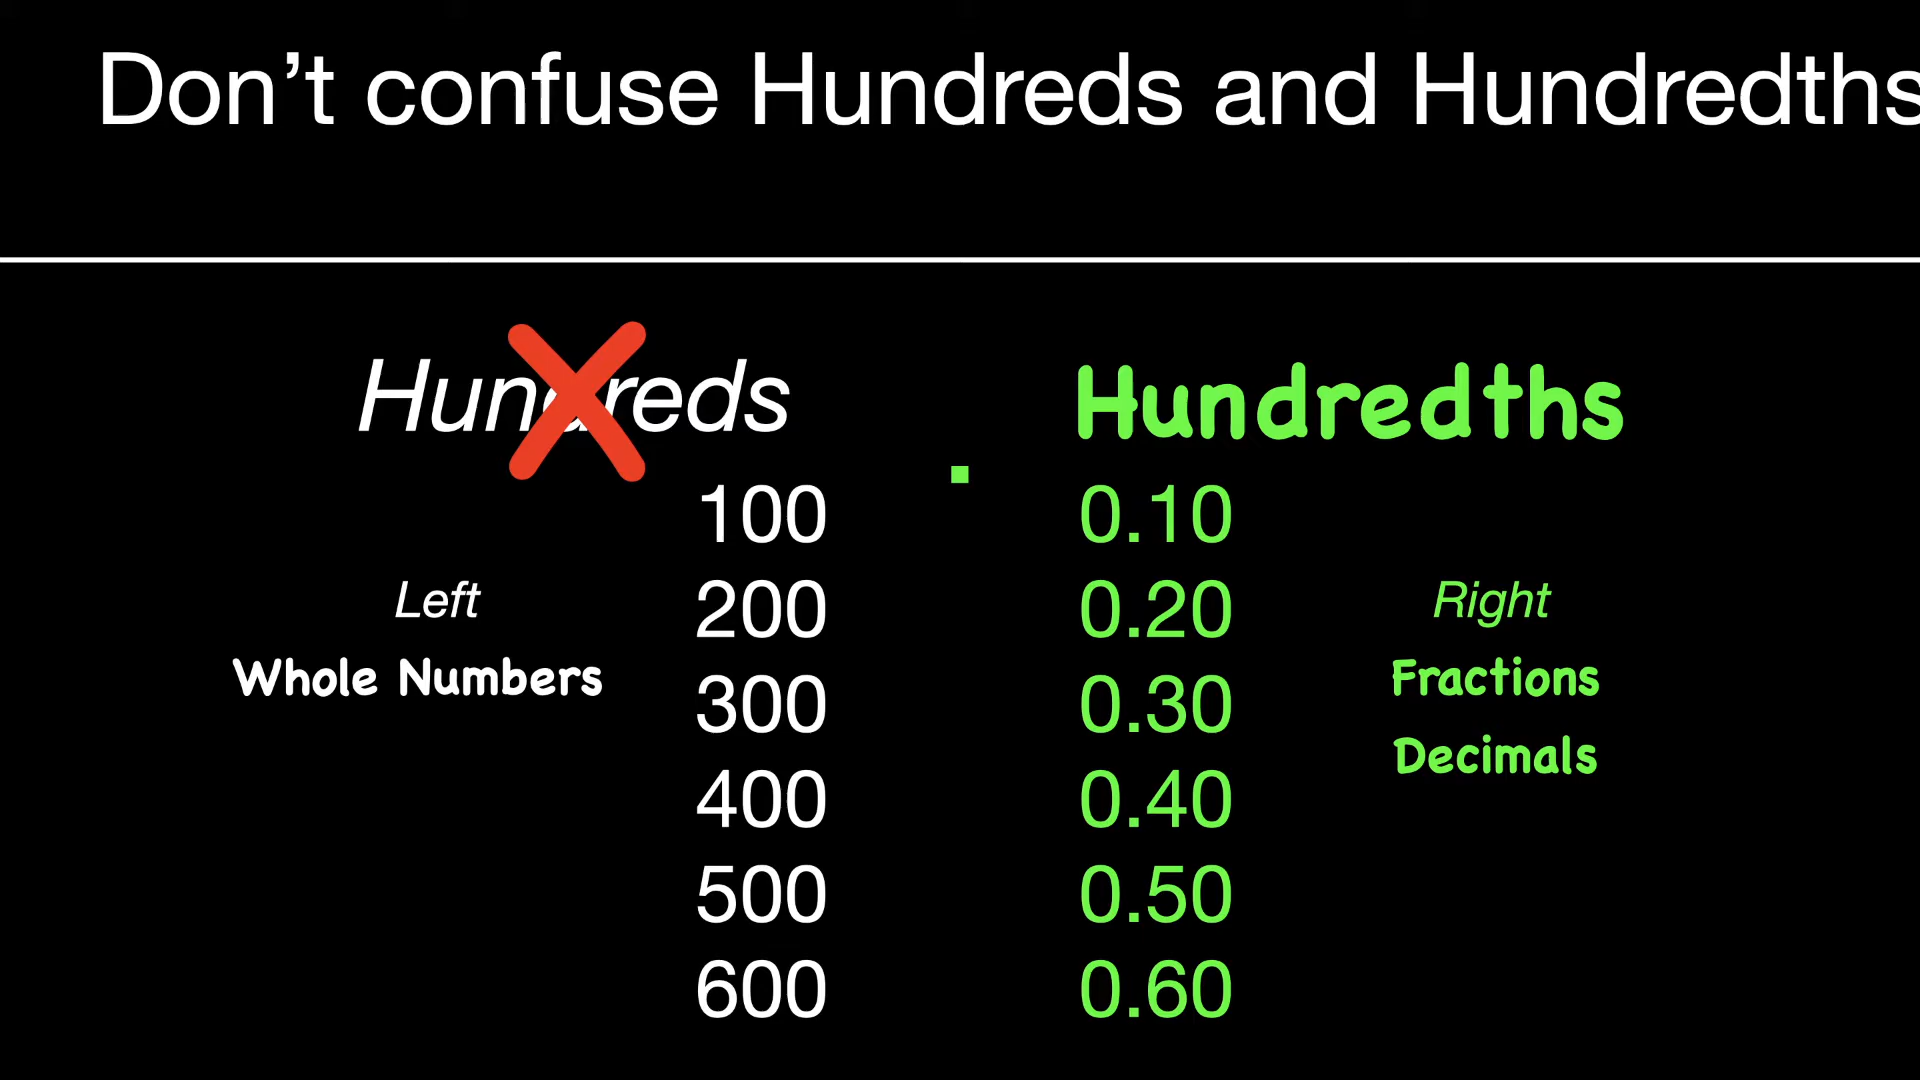 Don’t confuse Hundreds and Hundredths
Hundreds
Hundredths
100
0.10
Left
200
0.20
Right
Whole Numbers
300
0.30
Fractions
400
0.40
Decimals
500
0.50
600
0.60